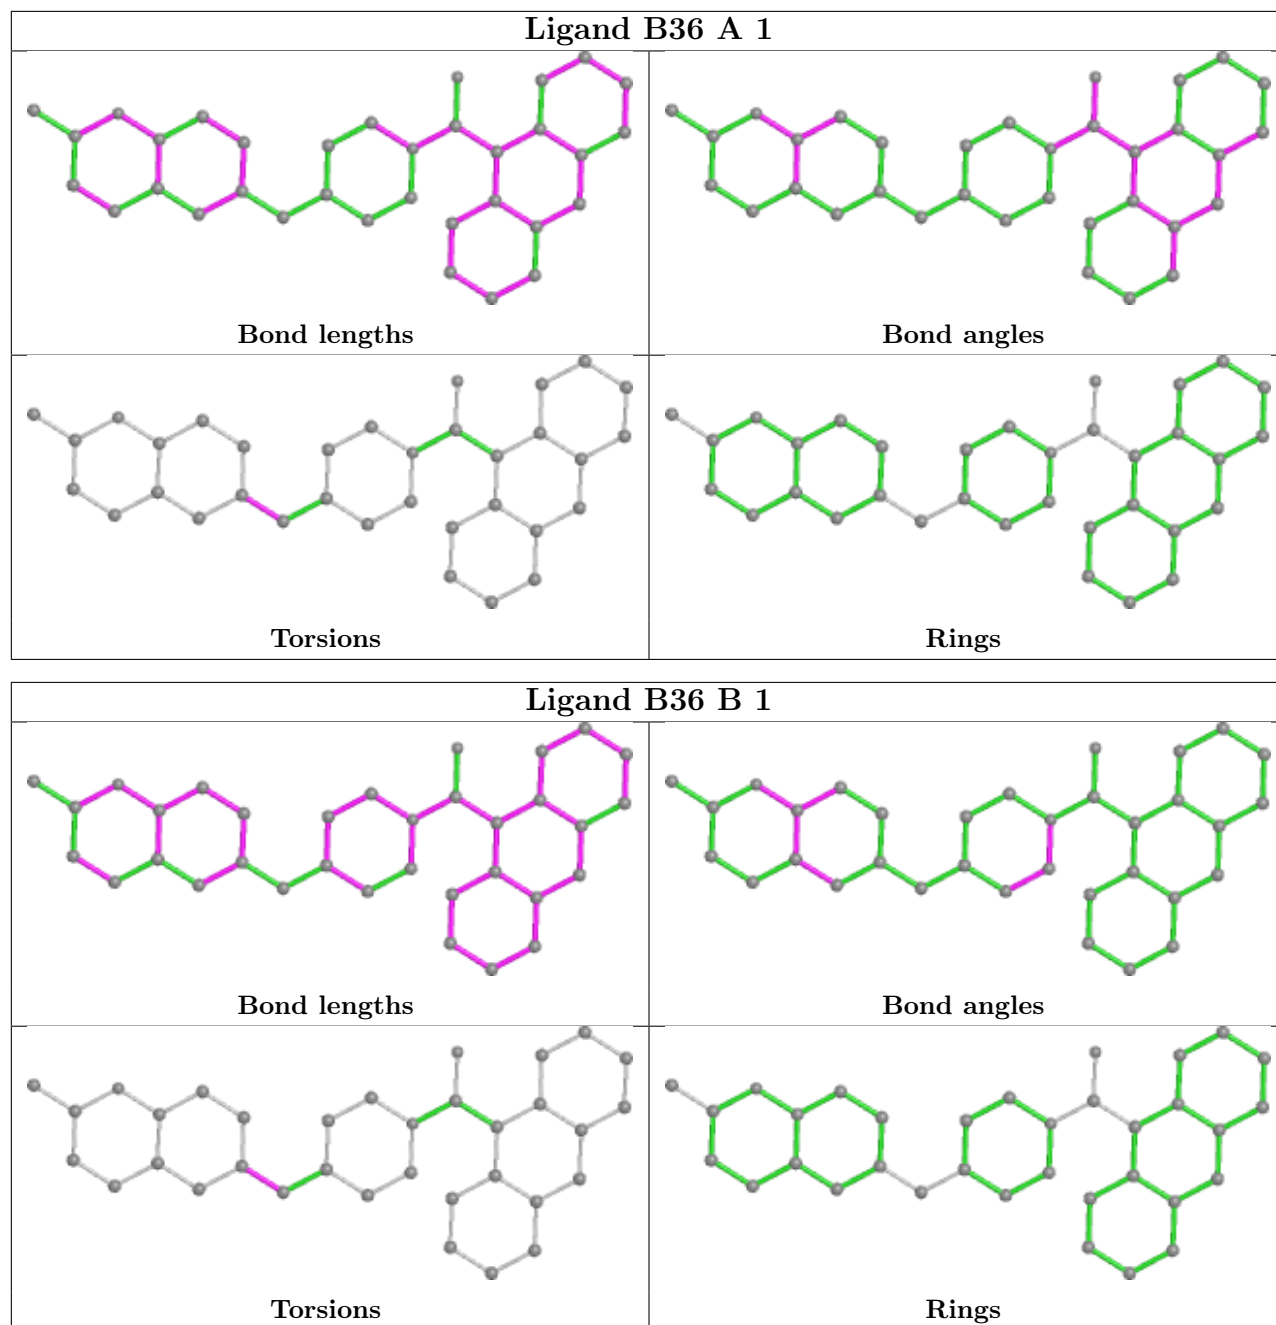 Ligand B36 A 1
Bond lengths
Bond angles
Torsions
Rings
Ligand B36 B 1
Bond lengths
Bond angles
Torsions
Rings